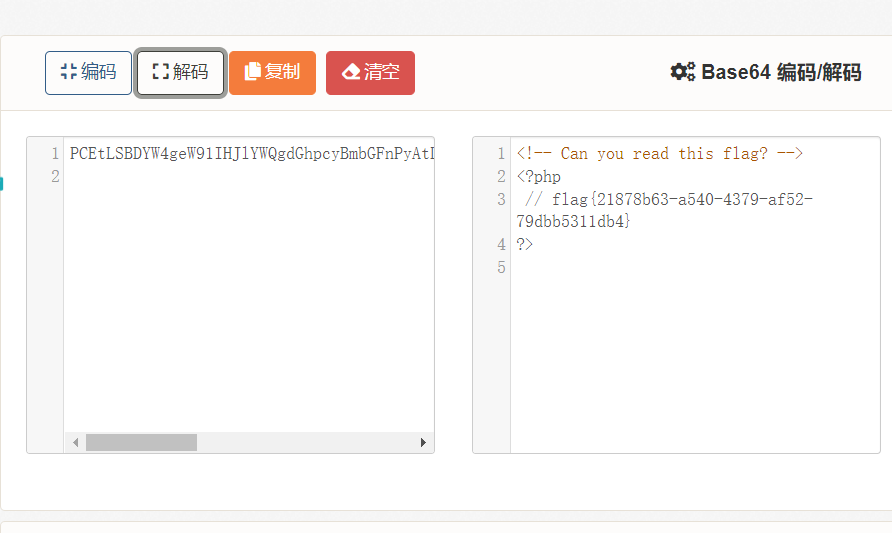 编码 解码 复制 清空 Base64 编码/解码
1 PCEtLSBDYW4geW91IHJlYWQgdGhpcyBmbGFnPyAtL
2
1 <!-- Can you read this flag? -->
2 <?php
3 // flag{21878b63-a540-4379-af52-
79dbb5311db4}
4 ?>
5